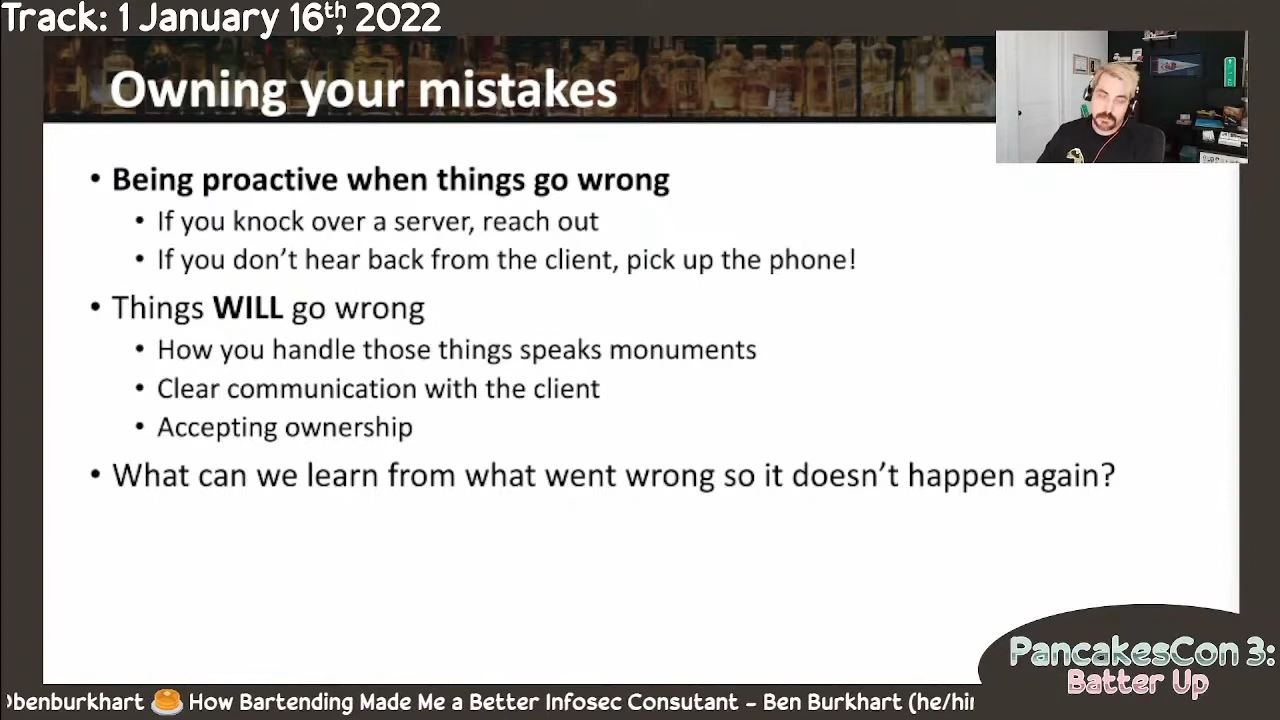 Track: 1 January 16th, 2022
Owning your mistakes
• Being proactive when things go wrong
• If you knock over a server, reach out
• If you don't hear back from the client, pick up the phone!
• Things WILL go wrong
• How you handle those things speaks monuments
• Clear communication with the client
• Accepting ownership
• What can we learn from what went wrong so it doesn't happen again?
PancakesCon 3:
Batter Up
benburkhart 🥞 How Bartending Made Me a Better Infosec Consutant - Ben Burkhart (he/hi